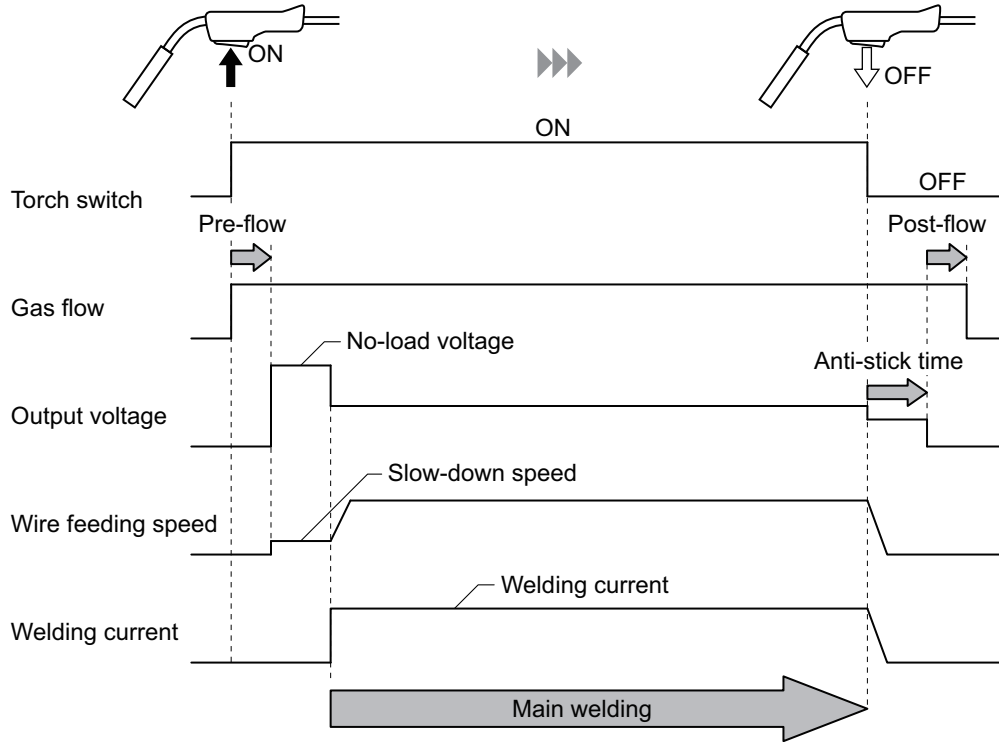 ON
OFF
ON
Torch switch
OFF
Pre-flow
Post-flow
Gas flow
No-load voltage
Anti-stick time
Output voltage
Slow-down speed
Wire feeding speed
Welding current
Welding current
Main welding